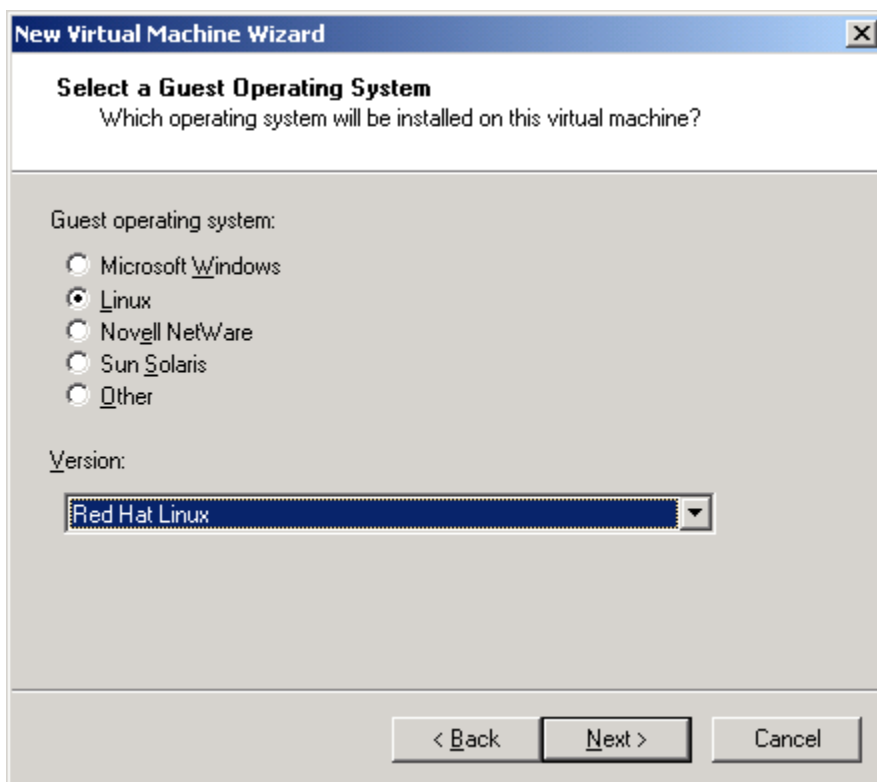 New Virtual Machine Wizard
Select a Guest Operating System
Which operating system will be installed on this virtual machine?
Guest operating system:
Microsoft Windows
Linux
Novell NetWare
Sun Solaris
Other
Version:
Red Hat Linux
< Back
Next >
Cancel